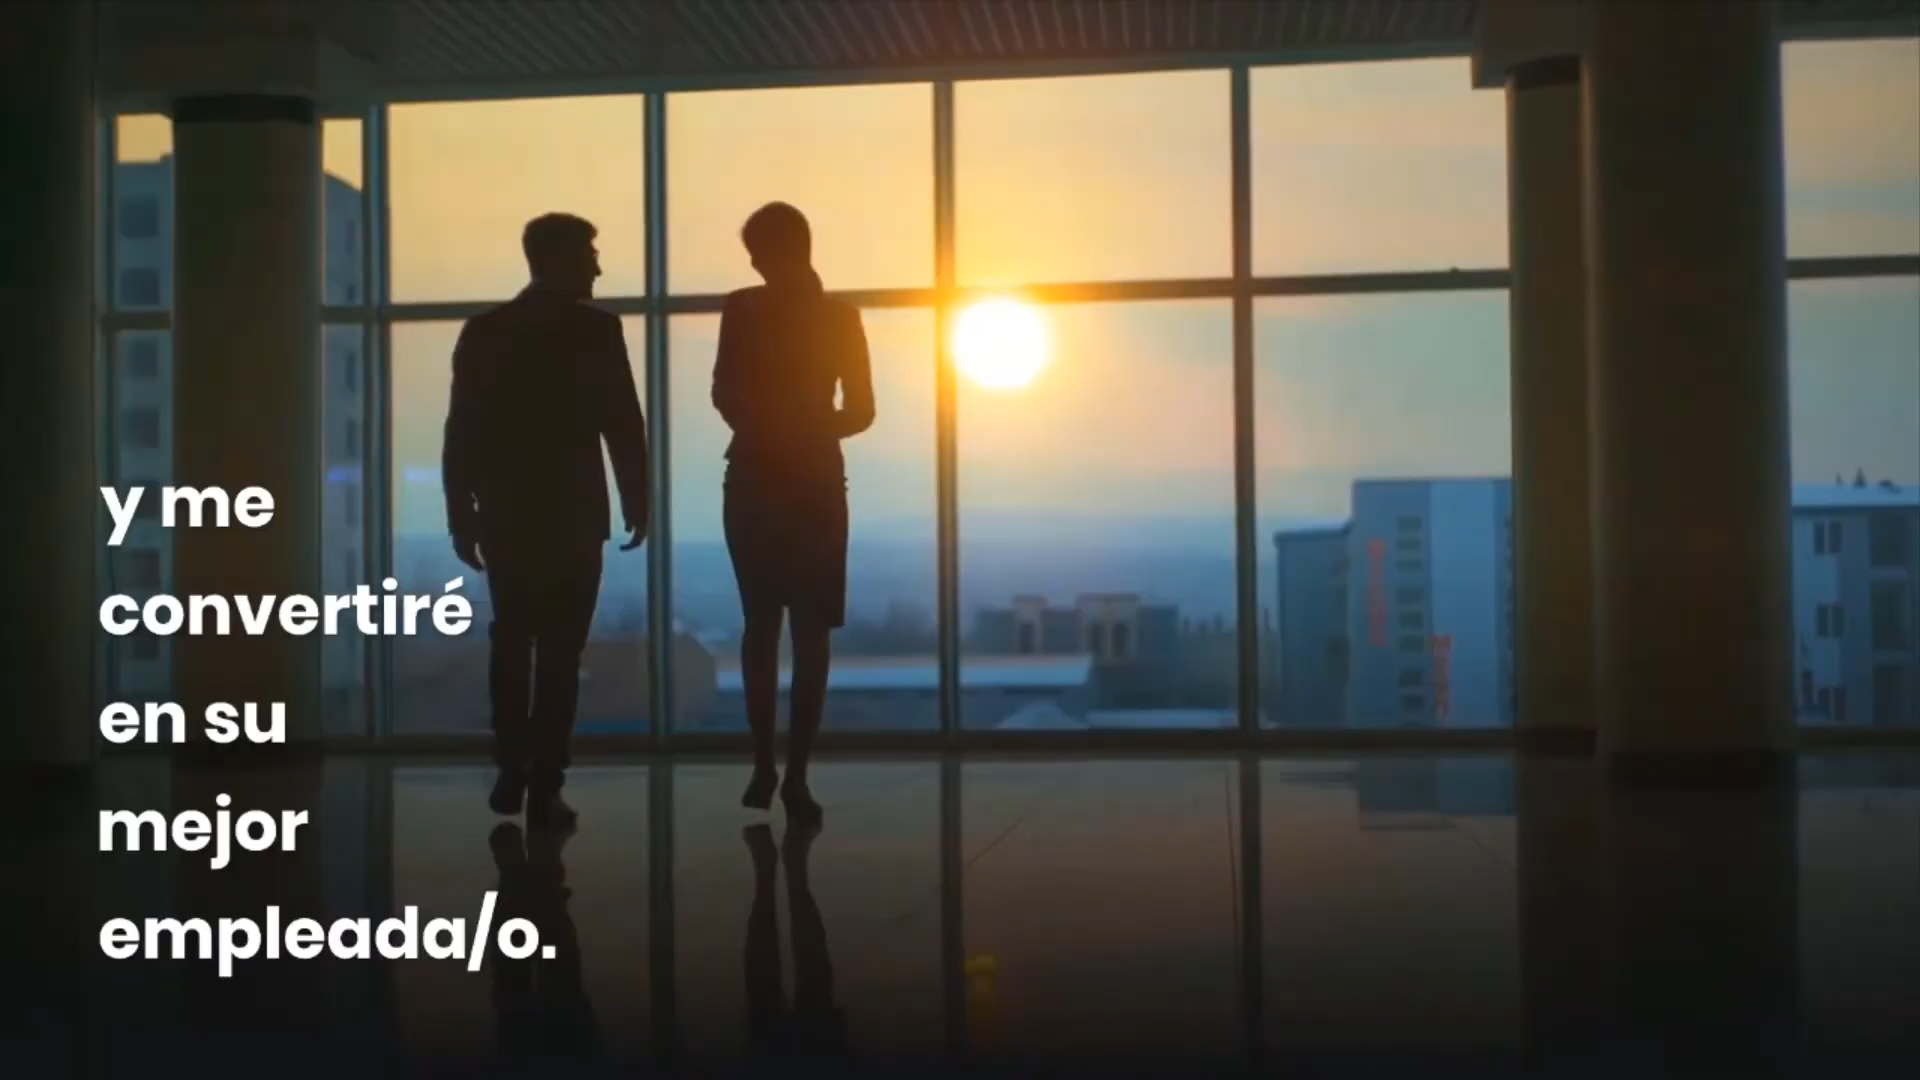 y me
convertiré
en su
mejor
empleada/o.